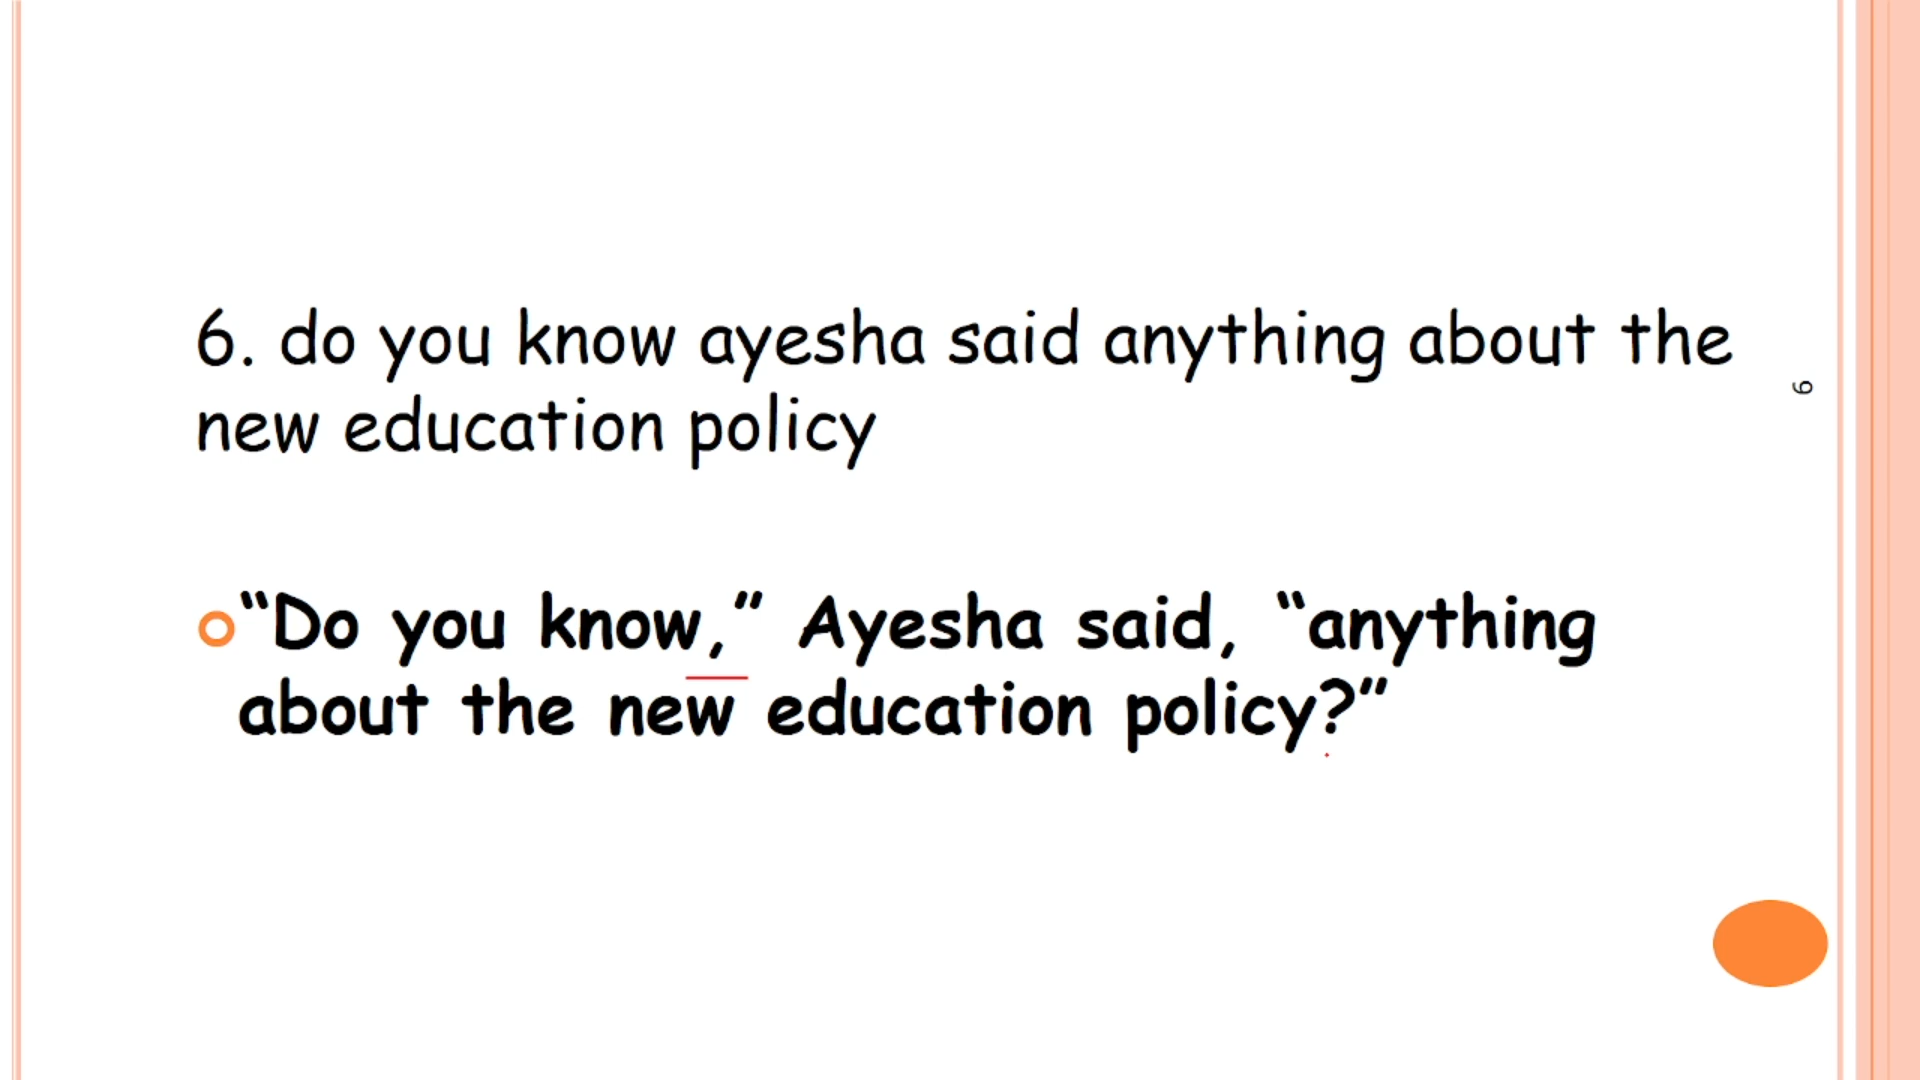 6. do you know ayesha said anything about the
new education policy
6
“Do you know,” Ayesha said, “anything
about the new education policy?”